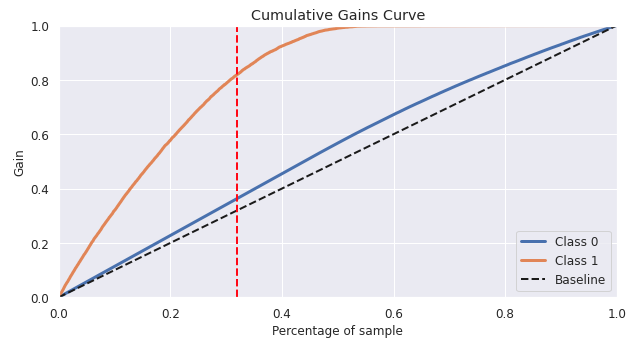 Cumulative Gains Curve
1.0
0.8
0.6
0.4
0.2
0.0
Gain
0.0 0.2 0.4 0.6 0.8 1.0
Percentage of sample
Class 0
Class 1
Baseline